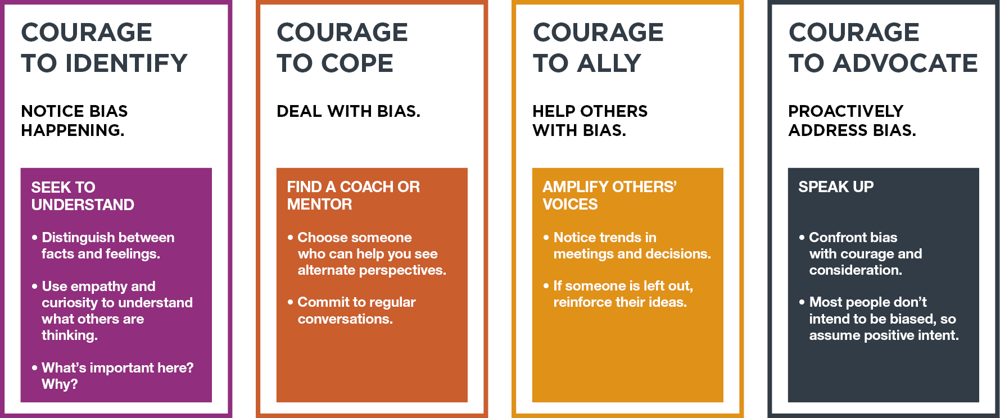 COURAGE
TO IDENTIFY
NOTICE BIAS
HAPPENING.
SEEK TO
UNDERSTAND
• Distinguish between
facts and feelings.
• Use empathy and
curiosity to understand
what others are
thinking.
• What’s important here?
Why?
COURAGE
TO COPE
DEAL WITH BIAS.
FIND A COACH OR
MENTOR
• Choose someone
who can help you see
alternate perspectives.
• Commit to regular
conversations.
COURAGE
TO ALLY
HELP OTHERS
WITH BIAS.
AMPLIFY OTHERS’
VOICES
• Notice trends in
meetings and decisions.
• If someone is left out,
reinforce their ideas.
COURAGE
TO ADVOCATE
PROACTIVELY
ADDRESS BIAS.
SPEAK UP
• Confront bias
with courage and
consideration.
• Most people don’t
intend to be biased, so
assume positive intent.